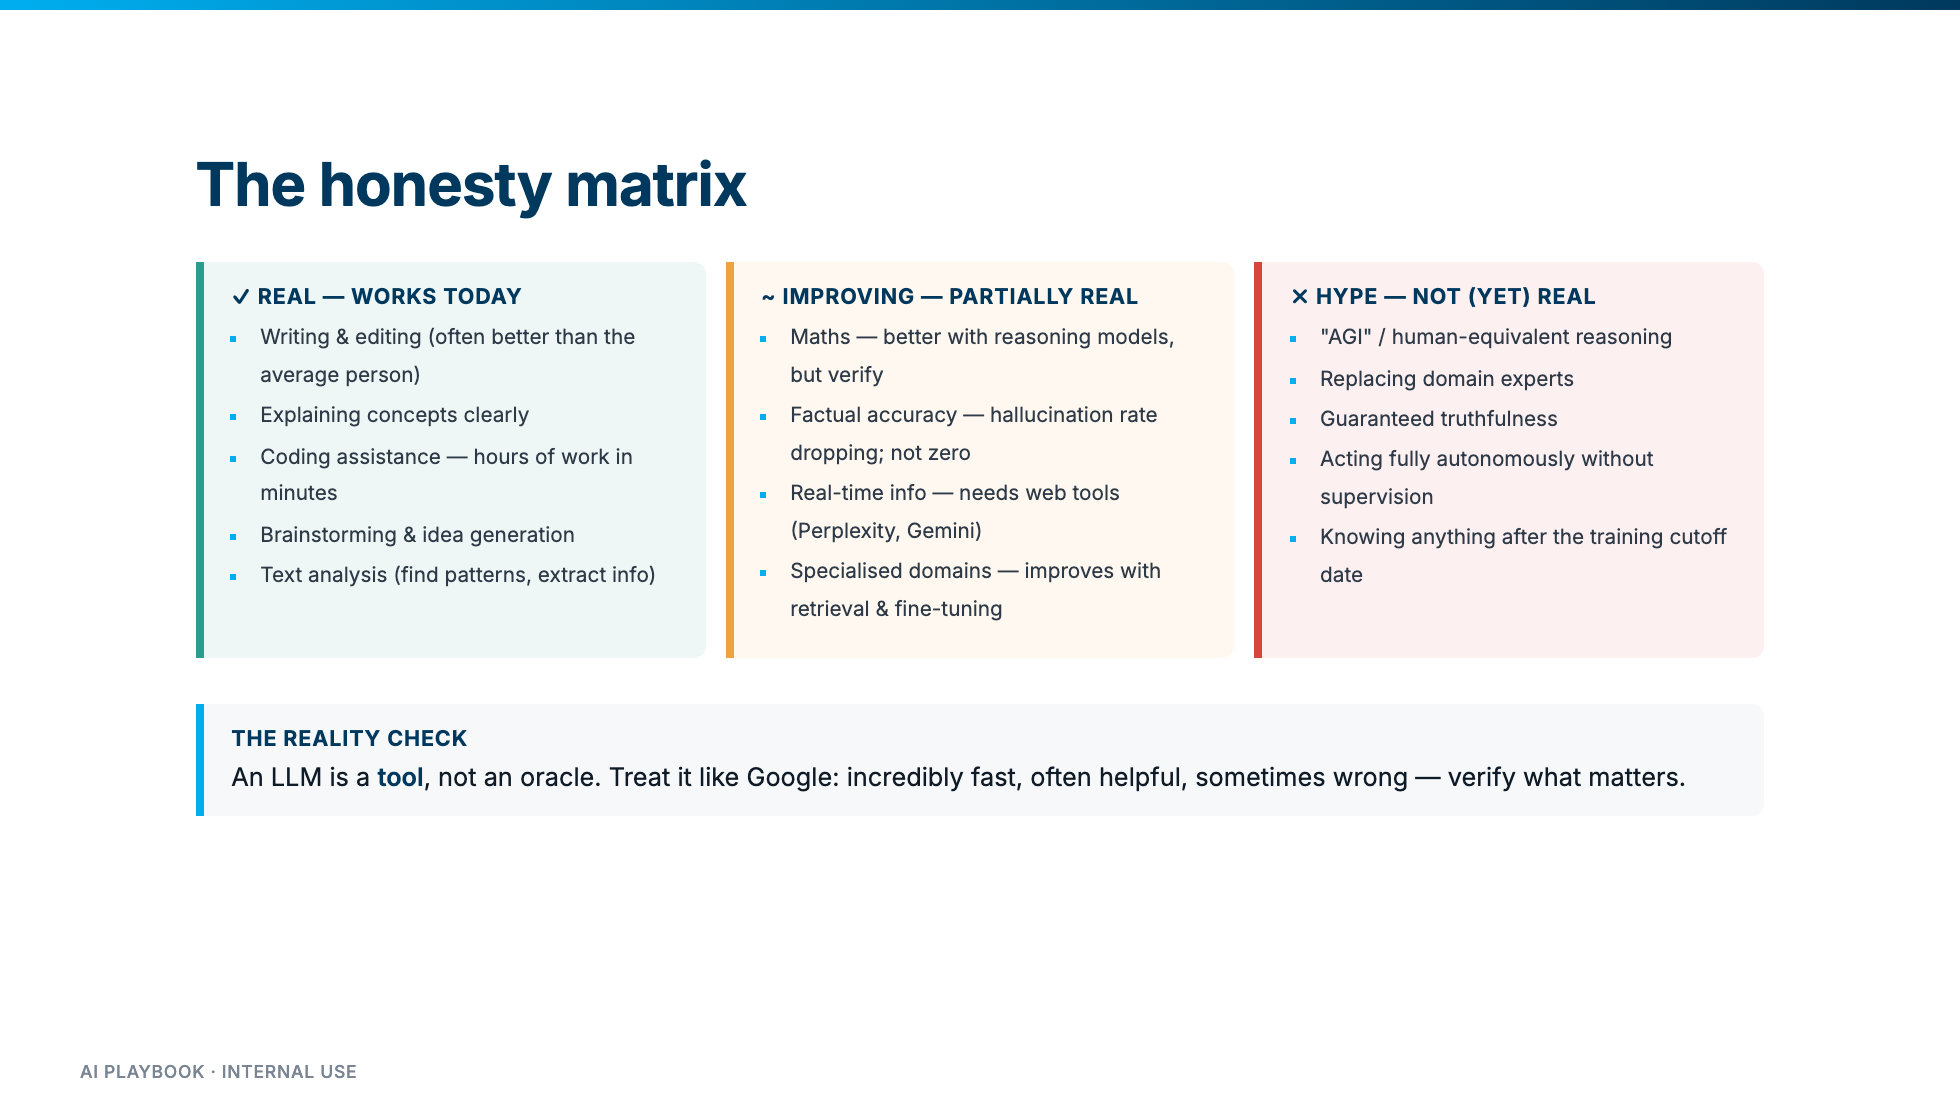 The honesty matrix
✓ REAL — WORKS TODAY
▪ Writing & editing (often better than the
average person)
▪ Explaining concepts clearly
▪ Coding assistance — hours of work in
minutes
▪ Brainstorming & idea generation
▪ Text analysis (find patterns, extract info)
~ IMPROVING — PARTIALLY REAL
▪ Maths — better with reasoning models,
but verify
▪ Factual accuracy — hallucination rate
dropping; not zero
▪ Real-time info — needs web tools
(Perplexity, Gemini)
▪ Specialised domains — improves with
retrieval & fine-tuning
✕ HYPE — NOT (YET) REAL
▪ "AGI" / human-equivalent reasoning
▪ Replacing domain experts
▪ Guaranteed truthfulness
▪ Acting fully autonomously without
supervision
▪ Knowing anything after the training cutoff
date
THE REALITY CHECK
An LLM is a tool, not an oracle. Treat it like Google: incredibly fast, often helpful, sometimes wrong — verify what matters.
AI PLAYBOOK · INTERNAL USE